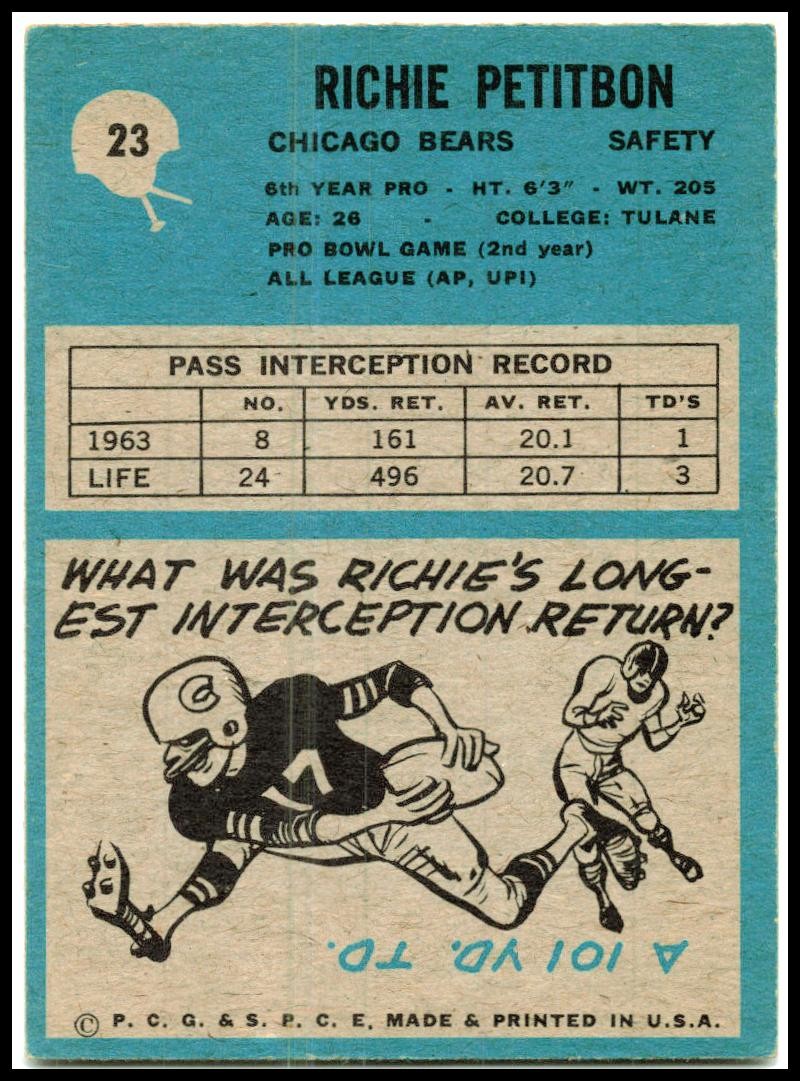 23
RICHIE PETITBON
CHICAGO BEARS SAFETY
6th YEAR PRO - HT. 6'3" - WT. 205
AGE: 26 - COLLEGE: TULANE
PRO BOWL GAME (2nd year)
ALL LEAGUE (AP, UPI)
PASS INTERCEPTION RECORD
NO. YDS. RET. AV. RET. TD'S
1963 8 161 20.1 1
LIFE 24 496 20.7 3
WHAT WAS RICHIE'S LONG-
EST INTERCEPTION RETURN?
C
7
A 101 YD. TD.
© P. C. G. & S. P. C. E. MADE & PRINTED IN U.S.A.